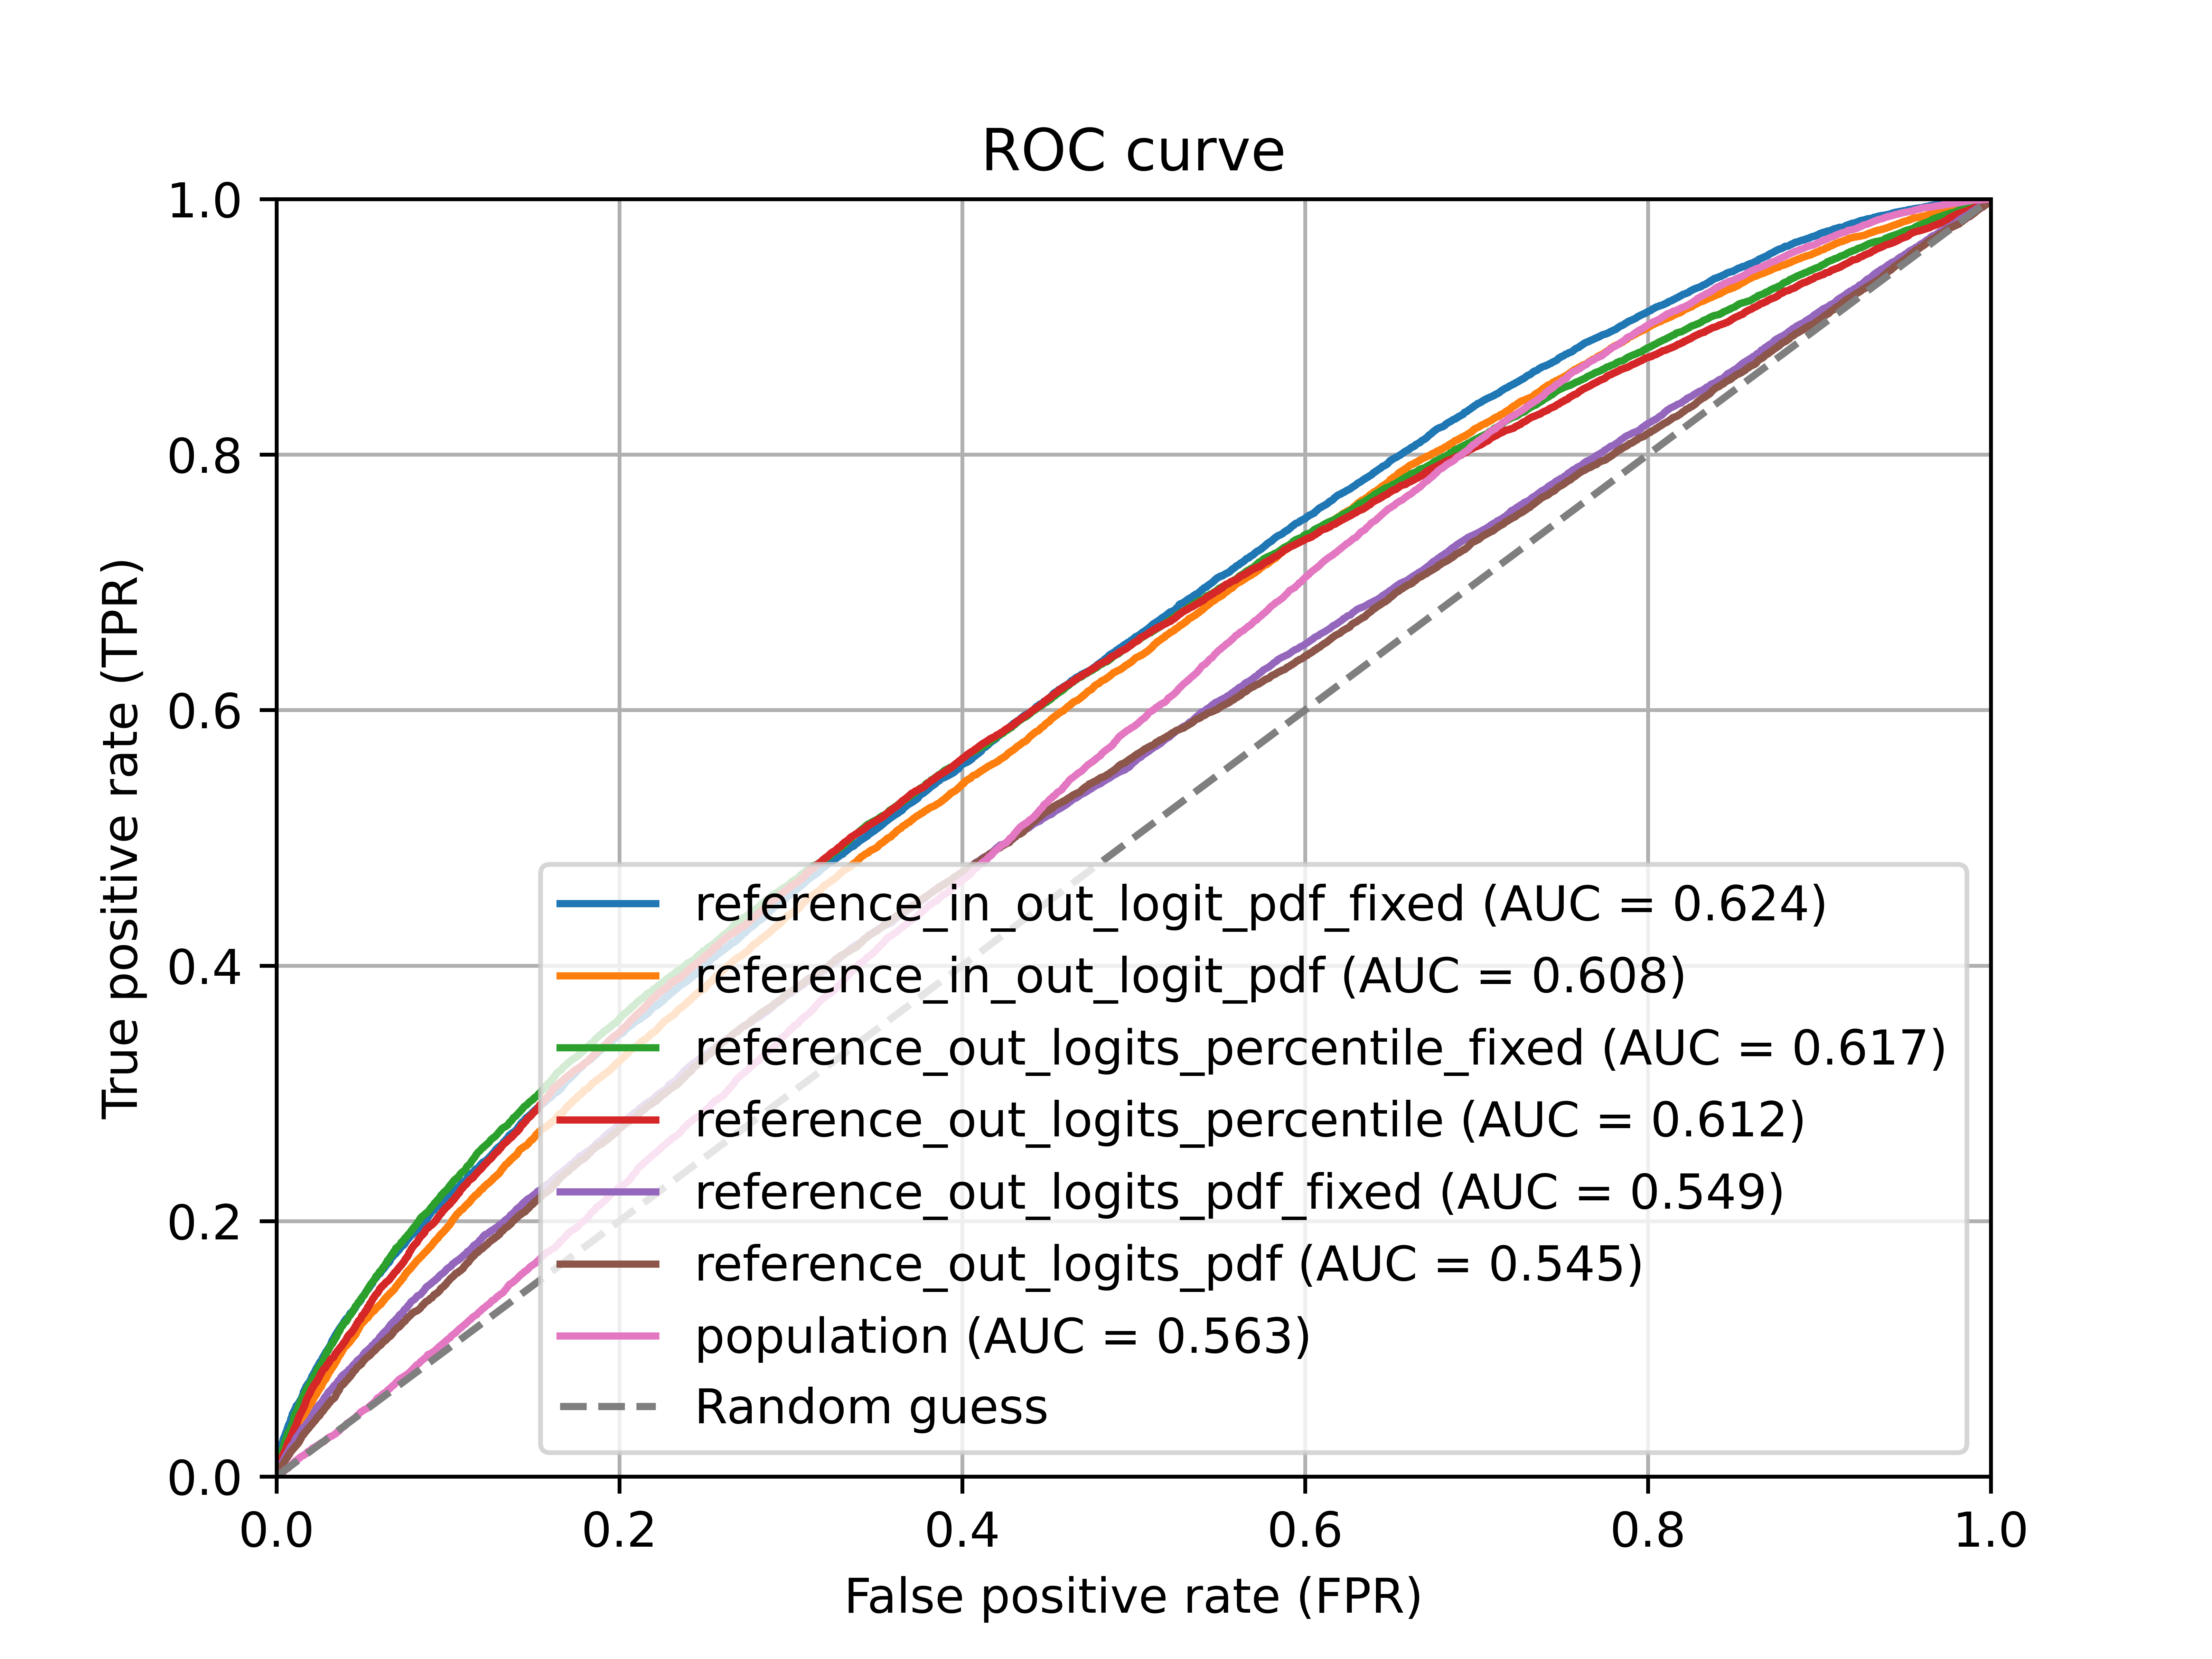 ROC curve
1.0
0.8
0.6
0.4
0.2
0.0
True positive rate (TPR)
reference_in_out_logit_pdf_fixed (AUC = 0.624)
reference_in_out_logit_pdf (AUC = 0.608)
reference_out_logits_percentile_fixed (AUC = 0.617)
reference_out_logits_percentile (AUC = 0.612)
reference_out_logits_pdf_fixed (AUC = 0.549)
reference_out_logits_pdf (AUC = 0.545)
population (AUC = 0.563)
Random guess
0.0 0.2 0.4 0.6 0.8 1.0
False positive rate (FPR)